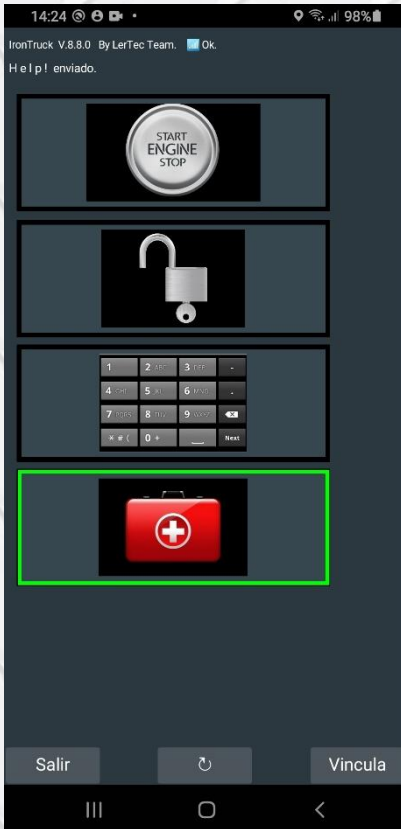 14:24 98%
IronTruck V.8.8.0 By LerTec Team. Ok.
Help! enviado.
START
ENGINE
STOP
1 2 ABC 3 DEF -
4 GHI 5 JKL 6 MNO .
7 PQRS 8 TUV 9 WXYZ
* # ( 0 + Next
Salir Vincula